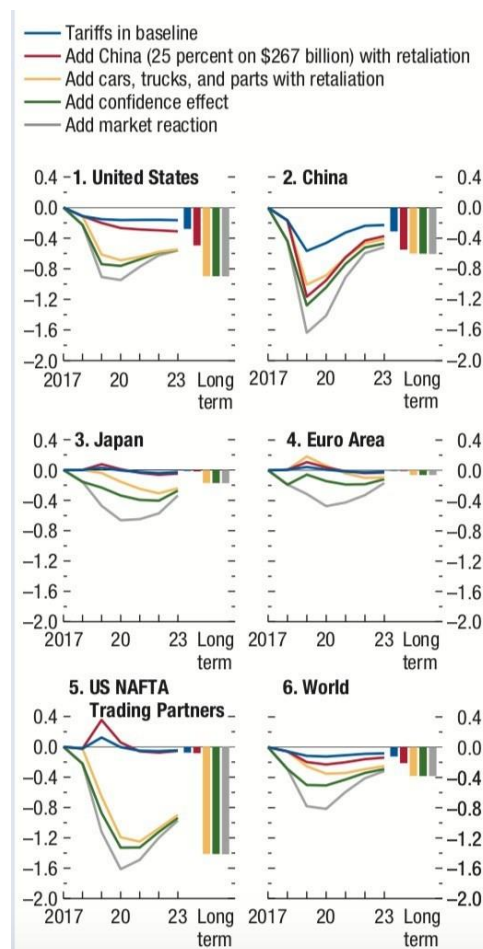 Tariffs in baseline
Add China (25 percent on $267 billion) with retaliation
Add cars, trucks, and parts with retaliation
Add confidence effect
Add market reaction
0.4 1. United States 2. China 0.4
0.0 0.0
–0.4 –0.4
–0.8 –0.8
–1.2 –1.2
–1.6 –1.6
–2.0 –2.0
2017 20 23 Long 2017 20 23 Long
term term
0.4 3. Japan 4. Euro Area 0.4
0.0 0.0
–0.4 –0.4
–0.8 –0.8
–1.2 –1.2
–1.6 –1.6
–2.0 –2.0
2017 20 23 Long 2017 20 23 Long
term term
5. US NAFTA 6. World
0.4 Trading Partners 0.4
0.0 0.0
–0.4 –0.4
–0.8 –0.8
–1.2 –1.2
–1.6 –1.6
–2.0 –2.0
2017 20 23 Long 2017 20 23 Long
term term